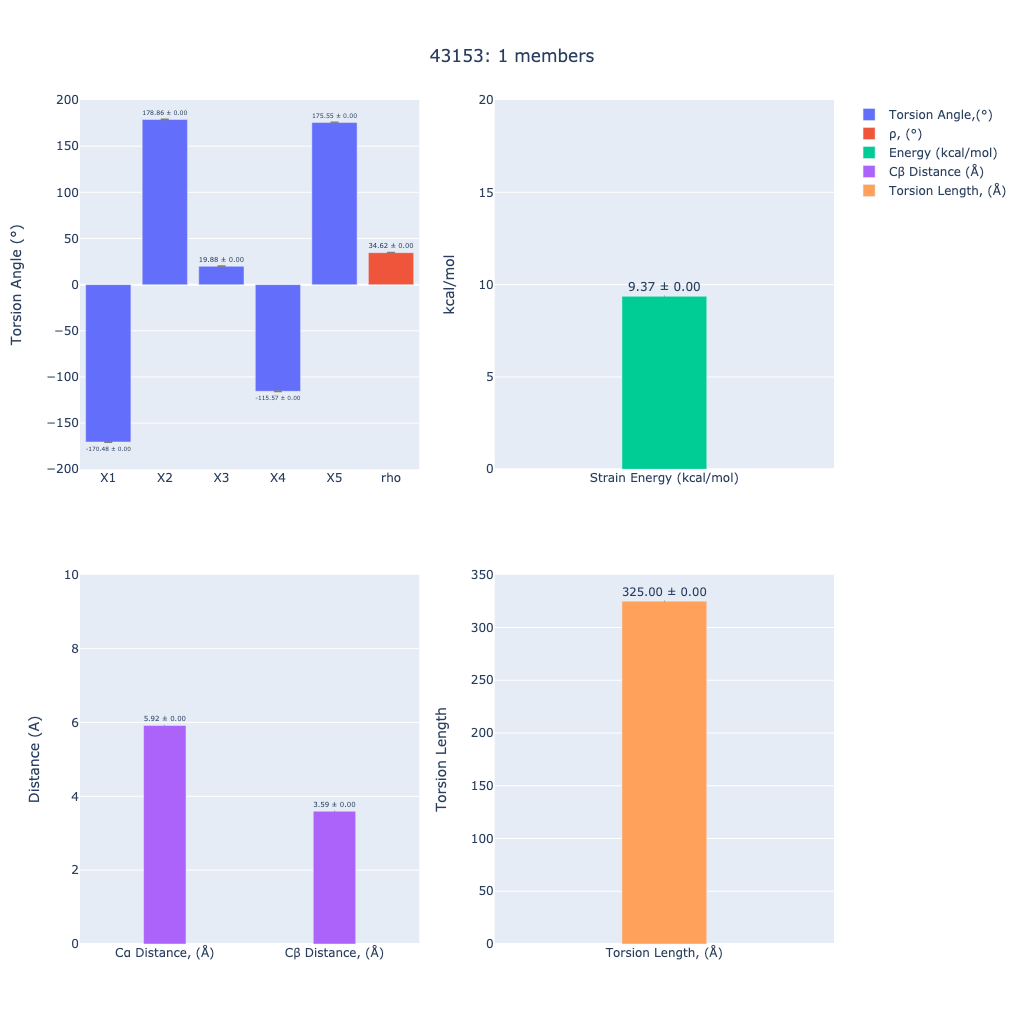 43153: 1 members
Torsion Angle (°)
200
150
100
50
0
−50
−100
−150
−200
178.86 ± 0.00
175.55 ± 0.00
34.62 ± 0.00
19.88 ± 0.00
-115.57 ± 0.00
-170.48 ± 0.00
X1 X2 X3 X4 X5 rho
kcal/mol
20
15
10
5
0
9.37 ± 0.00
Strain Energy (kcal/mol)
Torsion Angle,(°)
ρ, (°)
Energy (kcal/mol)
Cβ Distance (Å)
Torsion Length, (Å)
Distance (A)
10
8
6
4
2
0
5.92 ± 0.00
3.59 ± 0.00
Cα Distance, (Å) Cβ Distance, (Å)
Torsion Length
350
300
250
200
150
100
50
0
325.00 ± 0.00
Torsion Length, (Å)